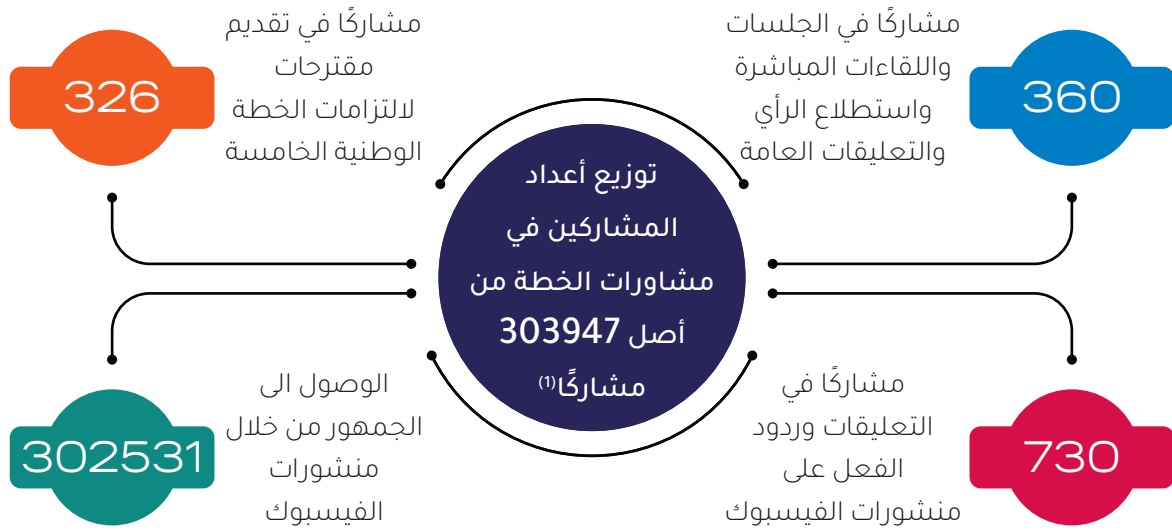 360
مشاركًا في الجلسات
واللقاءات المباشرة
واستطلاع الرأي
والتعليقات العامة
326
مشاركًا في تقديم
مقترحات
لالتزامات الخطة
الوطنية الخامسة
توزيع أعداد
المشاركين في
مشاورات الخطة من
أصل 303947
مشاركًا(1)
730
مشاركًا في
التعليقات وردود
الفعل على
منشورات الفيسبوك
302531
الوصول الى
الجمهور من خلال
منشورات
الفيسبوك